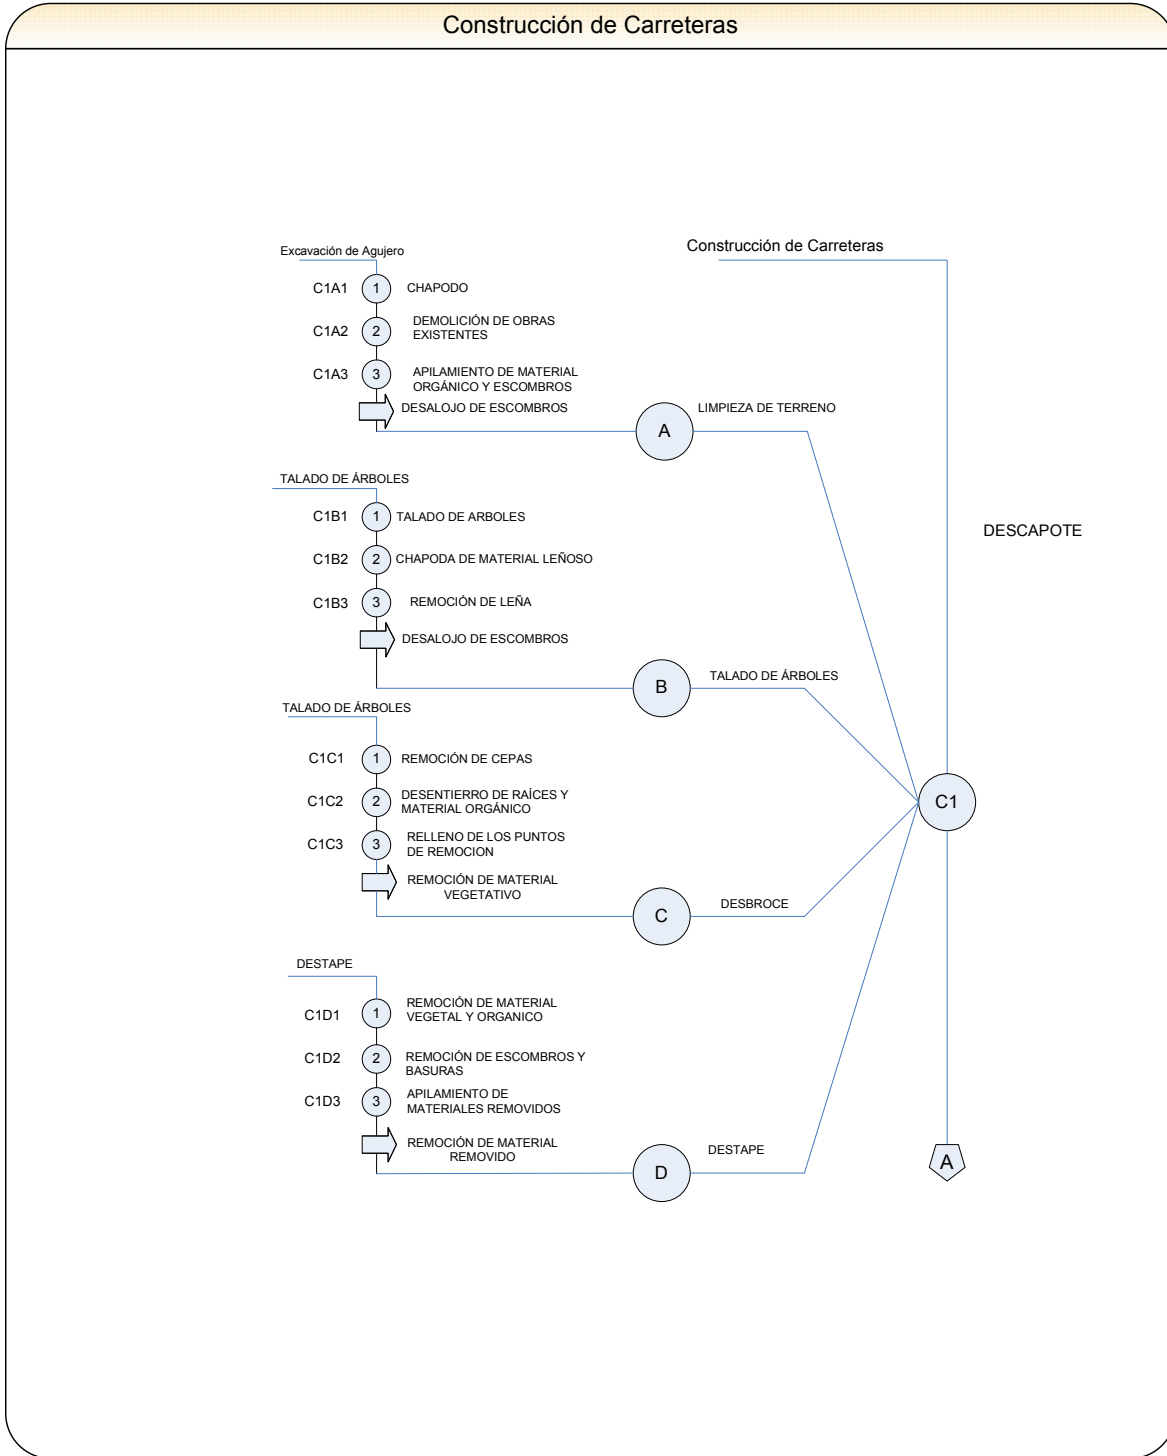 Construcción de Carreteras
Construcción de Carreteras
Excavación de Agujero
C1A1 1 CHAPODO
C1A2 2 DEMOLICIÓN DE OBRAS
EXISTENTES
C1A3 3 APILAMIENTO DE MATERIAL
ORGÁNICO Y ESCOMBROS
DESALOJO DE ESCOMBROS
A LIMPIEZA DE TERRENO
TALADO DE ÁRBOLES
C1B1 1 TALADO DE ARBOLES
C1B2 2 CHAPODA DE MATERIAL LEÑOSO
C1B3 3 REMOCIÓN DE LEÑA
DESALOJO DE ESCOMBROS
B TALADO DE ÁRBOLES
DESCAPOTE
TALADO DE ÁRBOLES
C1C1 1 REMOCIÓN DE CEPAS
C1C2 2 DESENTIERRO DE RAÍCES Y
MATERIAL ORGÁNICO
C1C3 3 RELLENO DE LOS PUNTOS
DE REMOCION
REMOCIÓN DE MATERIAL
VEGETATIVO
C DESBROCE
C1
DESTAPE
C1D1 1 REMOCIÓN DE MATERIAL
VEGETAL Y ORGANICO
C1D2 2 REMOCIÓN DE ESCOMBROS Y
BASURAS
C1D3 3 APILAMIENTO DE
MATERIALES REMOVIDOS
REMOCIÓN DE MATERIAL
REMOVIDO
D DESTAPE
A